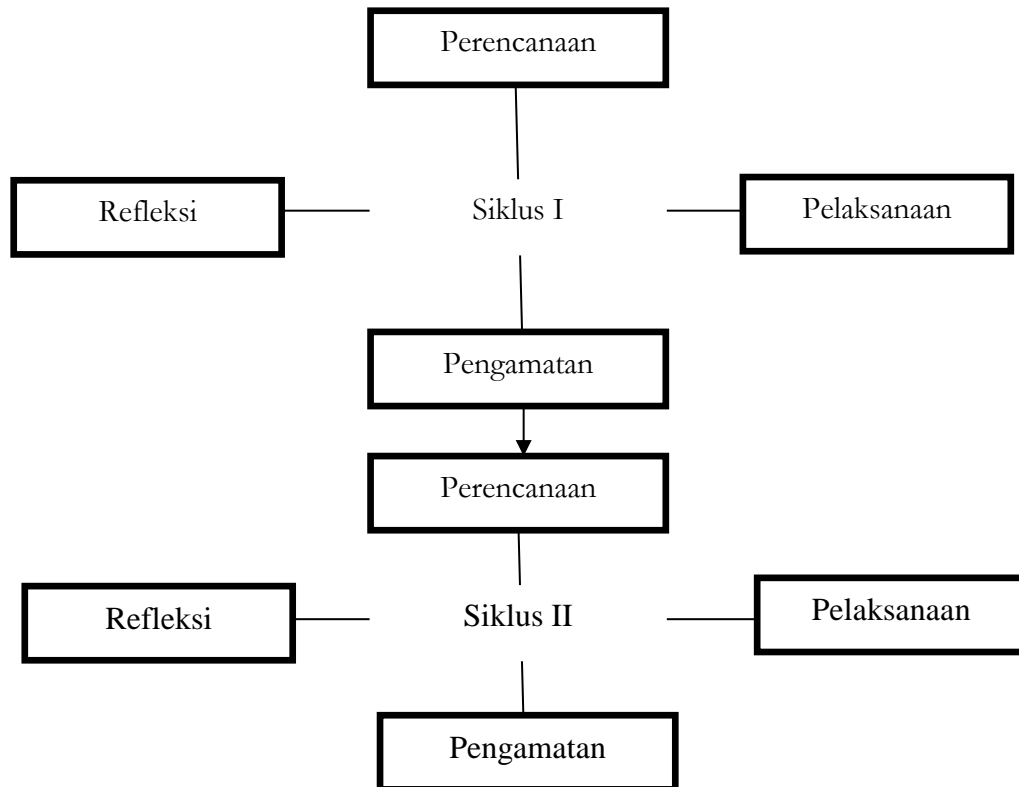 Perencanaan
Refleksi
Siklus I
Pelaksanaan
Pengamatan
Perencanaan
Refleksi
Siklus II
Pelaksanaan
Pengamatan